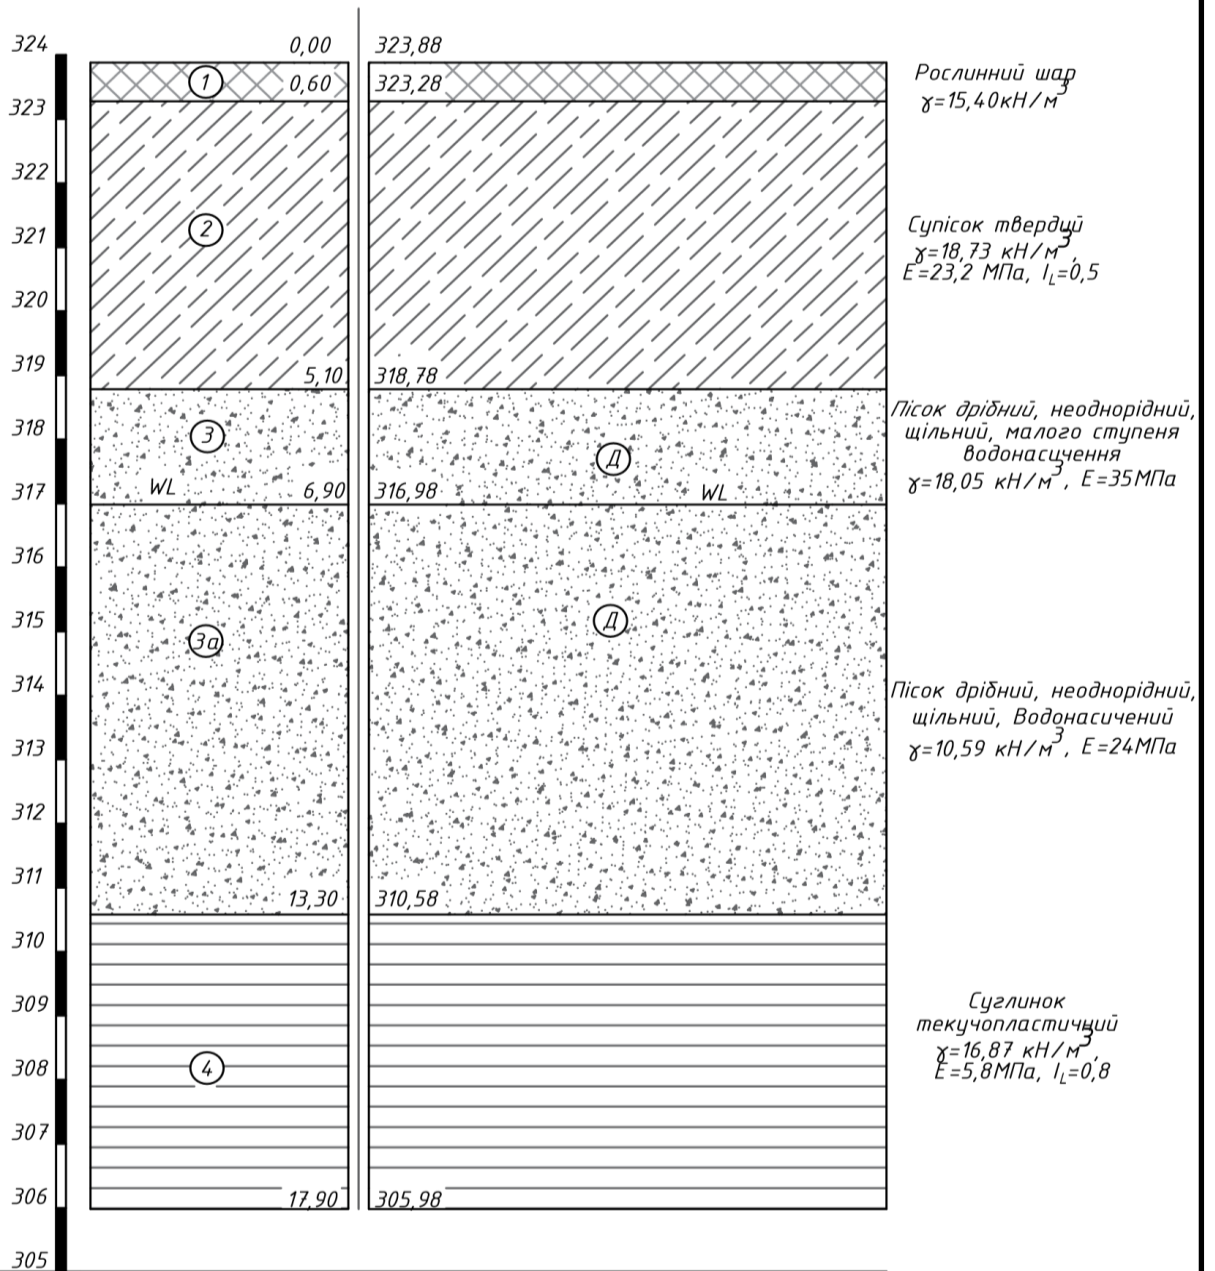 324
0,00 323,88
0,60 323,28
1
Рослинний шар
γ=15,40кН/м³
323
322
2
321
Супісок твердий
γ=18,73 кН/м³,
E=23,2 МПа, I_L=0,5
320
319
5,10 318,78
318
3
Д
Пісок дрібний, неоднорідний,
щільний, малого ступеня
водонасичення
γ=18,05 кН/м³, E=35МПа
317
WL 6,90 316,98 WL
316
315
3а
Д
314
Пісок дрібний, неоднорідний,
щільний, Водонасичений
γ=10,59 кН/м³, E=24МПа
313
312
311
13,30 310,58
310
309
Суглинок
текучопластичний
γ=16,87 кН/м³,
E=5,8МПа, I_L=0,8
308
4
307
306
17,90 305,98
305